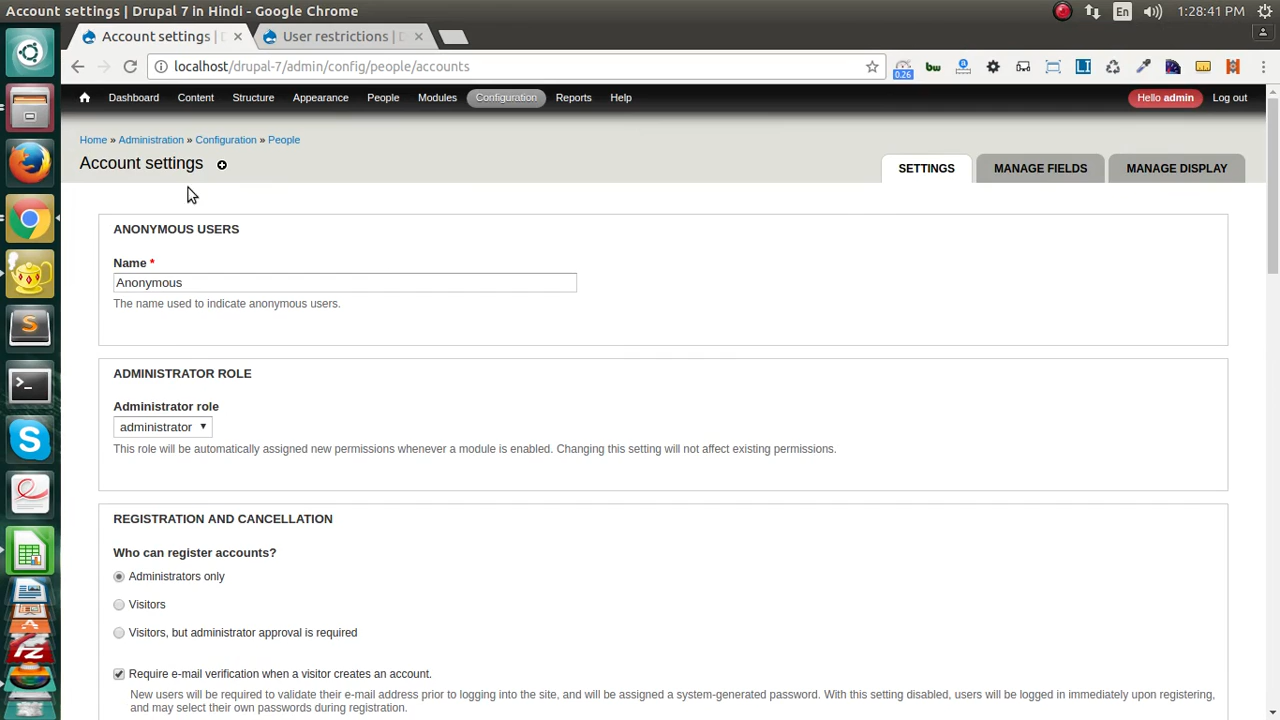 Account settings | Drupal 7 in Hindi - Google Chrome
En
1:28:41 PM
Account settings | D
User restrictions | D
localhost/drupal-7/admin/config/people/accounts
0.26
bw
LI
Dashboard
Content
Structure
Appearance
People
Modules
Configuration
Reports
Help
Hello admin
Log out
Home » Administration » Configuration » People
Account settings
SETTINGS
MANAGE FIELDS
MANAGE DISPLAY
ANONYMOUS USERS
Name *
Anonymous
The name used to indicate anonymous users.
ADMINISTRATOR ROLE
Administrator role
administrator
This role will be automatically assigned new permissions whenever a module is enabled. Changing this setting will not affect existing permissions.
REGISTRATION AND CANCELLATION
Who can register accounts?
Administrators only
Visitors
Visitors, but administrator approval is required
Require e-mail verification when a visitor creates an account.
New users will be required to validate their e-mail address prior to logging into the site, and will be assigned a system-generated password. With this setting disabled, users will be logged in immediately upon registering,
and may select their own passwords during registration.